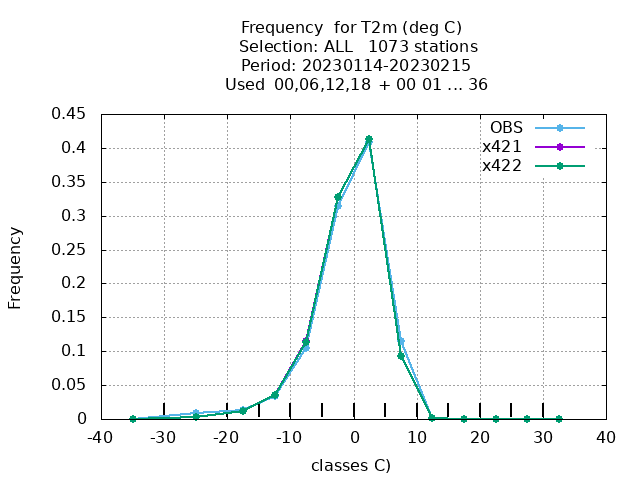 Frequency  for T2m (deg C)
Selection: ALL   1073 stations
Period: 20230114-20230215
Used  00,06,12,18  + 00 01 ... 36
0.45
0.4
0.35
0.3
0.25
0.2
0.15
0.1
0.05
0
Frequency
OBS
x421
x422
-40 -30 -20 -10 0 10 20 30 40
classes C)